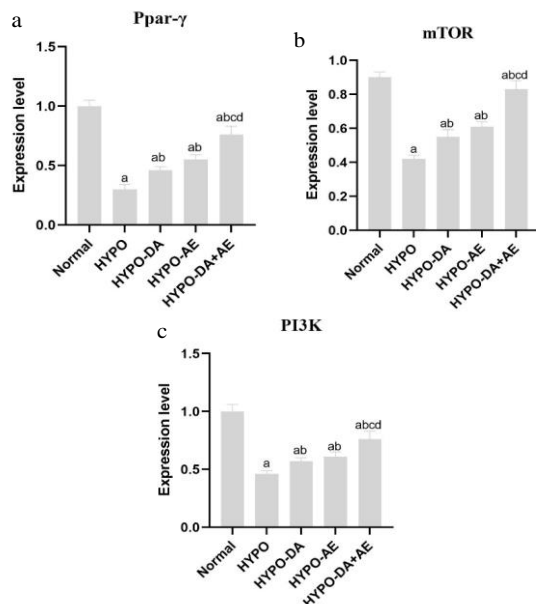 a
Ppar-γ
Expression level
1.5
1.0
0.5
0.0
a
ab
ab
abcd
Normal
HYPO
HYPO-DA
HYPO-AE
HYPO-DA+AE
b
mTOR
Expression level
1.0
0.8
0.6
0.4
0.2
0.0
a
ab
ab
abcd
Normal
HYPO
HYPO-DA
HYPO-AE
HYPO-DA+AE
c
PI3K
Expression level
1.5
1.0
0.5
0.0
a
ab
ab
abcd
Normal
HYPO
HYPO-DA
HYPO-AE
HYPO-DA+AE